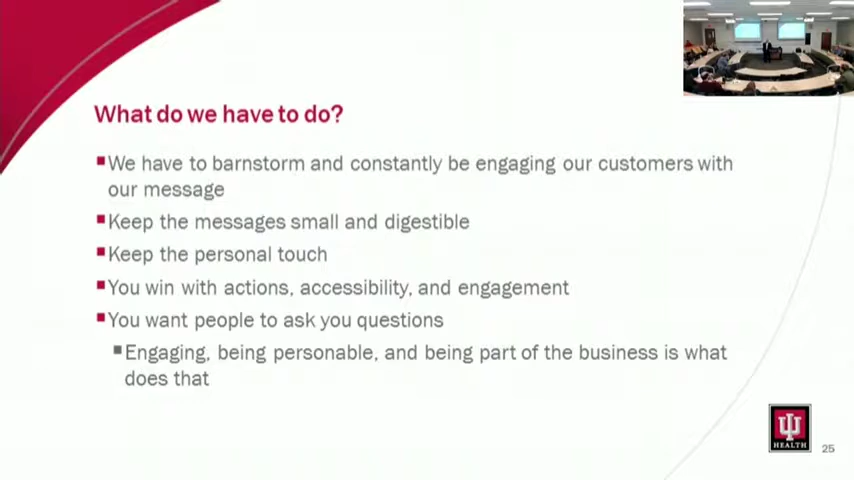 What do we have to do?
We have to barnstorm and constantly be engaging our customers with
our message
Keep the messages small and digestible
Keep the personal touch
You win with actions, accessibility, and engagement
You want people to ask you questions
Engaging, being personable, and being part of the business is what
does that
HEALTH
25